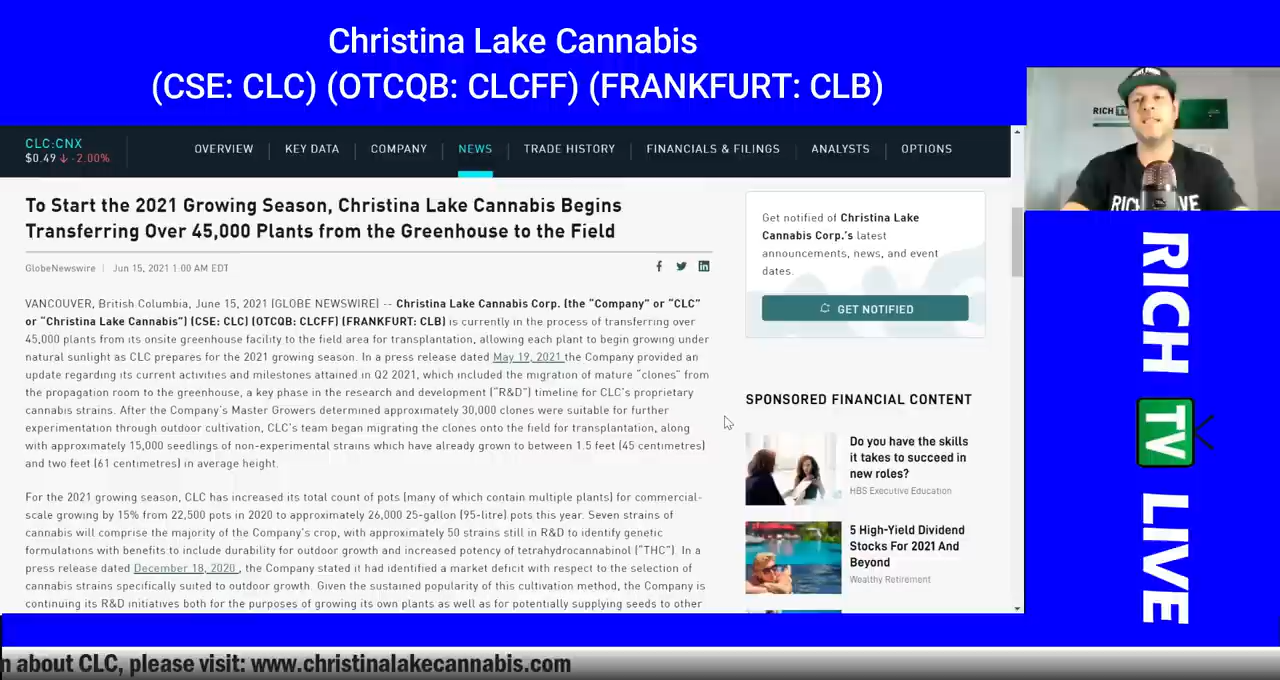 Christina Lake Cannabis
(CSE: CLC) (OTCQB: CLCFF) (FRANKFURT: CLB)
CLC:CNX
$0.49 ↓ -2.00%
OVERVIEW
KEY DATA
COMPANY
NEWS
TRADE HISTORY
FINANCIALS & FILINGS
ANALYSTS
OPTIONS
To Start the 2021 Growing Season, Christina Lake Cannabis Begins
Transferring Over 45,000 Plants from the Greenhouse to the Field
GlobeNewswire | Jun 15, 2021 1:00 AM EDT
VANCOUVER, British Columbia, June 15, 2021 (GLOBE NEWSWIRE) -- Christina Lake Cannabis Corp. (the “Company” or “CLC”
or “Christina Lake Cannabis”) (CSE: CLC) (OTCQB: CLCFF) (FRANKFURT: CLB) is currently in the process of transferring over
45,000 plants from its onsite greenhouse facility to the field area for transplantation, allowing each plant to begin growing under
natural sunlight as CLC prepares for the 2021 growing season. In a press release dated May 19, 2021 the Company provided an
update regarding its current activities and milestones attained in Q2 2021, which included the migration of mature “clones” from
the propagation room to the greenhouse, a key phase in the research and development (“R&D”) timeline for CLC’s proprietary
cannabis strains. After the Company’s Master Growers determined approximately 30,000 clones were suitable for further
experimentation through outdoor cultivation, CLC’s team began migrating the clones onto the field for transplantation, along
with approximately 15,000 seedlings of non-experimental strains which have already grown to between 1.5 feet (45 centimetres)
and two feet (61 centimetres) in average height.
For the 2021 growing season, CLC has increased its total count of pots (many of which contain multiple plants) for commercial-
scale growing by 15% from 22,500 pots in 2020 to approximately 26,000 25-gallon (95-litre) pots this year. Seven strains of
cannabis will comprise the majority of the Company’s crop, with approximately 50 strains still in R&D to identify genetic
formulations with benefits to include durability for outdoor growth and increased potency of tetrahydrocannabinol (“THC”). In a
press release dated December 18, 2020 , the Company stated it had identified a market deficit with respect to the selection of
cannabis strains specifically suited to outdoor growth. Given the sustained popularity of this cultivation method, the Company is
continuing its R&D initiatives both for the purposes of growing its own plants as well as for potentially supplying seeds to other
Get notified of Christina Lake
Cannabis Corp.'s latest
announcements, news, and event
dates.
GET NOTIFIED
SPONSORED FINANCIAL CONTENT
Do you have the skills
it takes to succeed in
new roles?
HBS Executive Education
5 High-Yield Dividend
Stocks For 2021 And
Beyond
Wealthy Retirement
RICH
RICH TV LIVE
n about CLC, please visit: www.christinalakecannabis.com